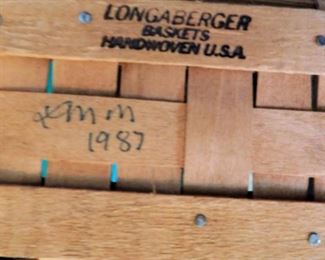 LONGABERGER
BASKETS
HANDWOVEN U.S.A.
1987